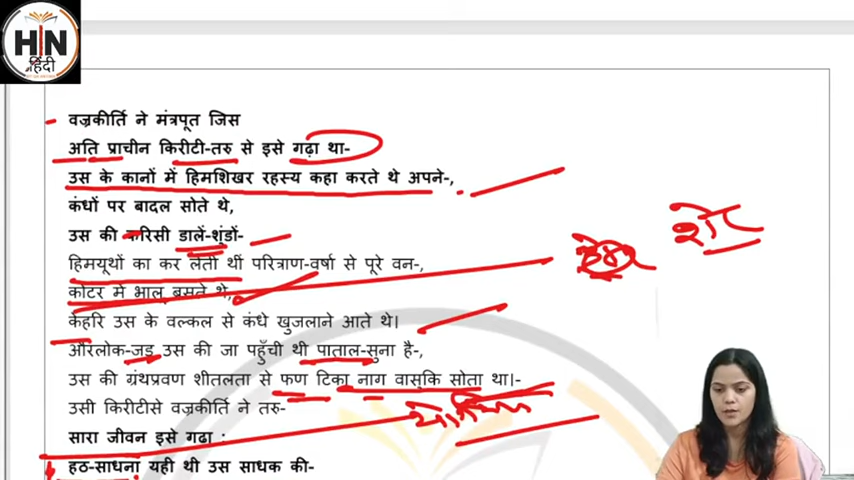 HIN
हिंदी
वज्रकीर्ति ने मंत्रपूत जिस
अति प्राचीन किरीटी-तरु से इसे गढ़ा था-
उस के कानों में हिमशिखर रहस्य कहा करते थे अपने-,
कंधों पर बादल सोते थे,
उस की करिसी डालें-शुंडों-
हिमयूथों का कर लेती थीं परित्राण-वर्षा से पूरे वन-,
कोटर में भालू बसते थे,
केहरि उस के वल्कल से कंधे खुजलाने आते थे।
औरलोक-जड़ उस की जा पहुँची थी पाताल-सुना है-,
उस की ग्रंथप्रवण शीतलता से फण टिका नाग वासुकि सोता था।-
उसी किरीटीसे वज्रकीर्ति ने तरु-
सारा जीवन इसे गढ़ा :
हठ-साधना यही थी उस साधक की-
शेर